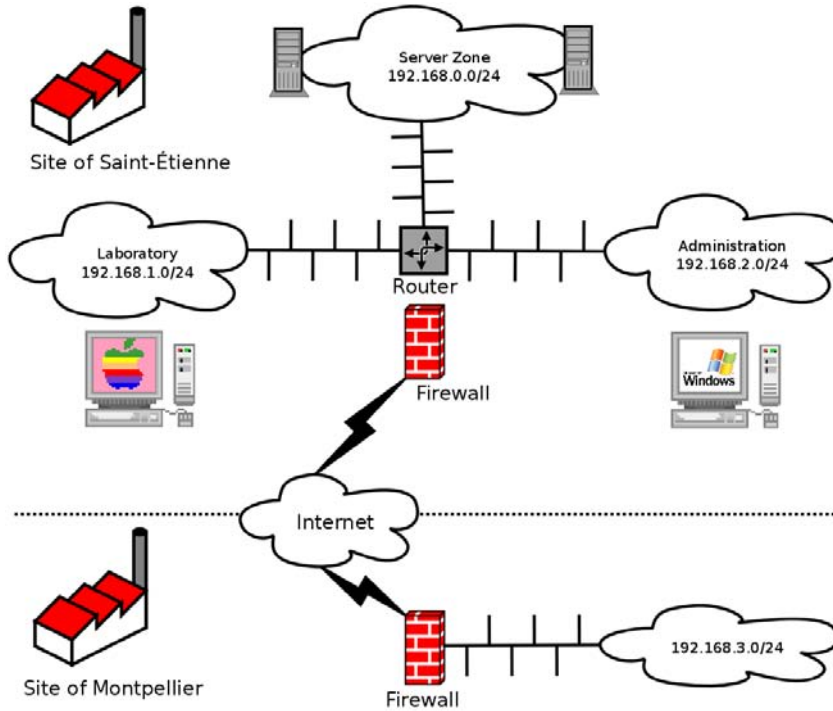 Server Zone
192.168.0.0/24
Site of Saint-Étienne
Laboratory
192.168.1.0/24
Administration
192.168.2.0/24
Router
Firewall
Windows
Internet
Site of Montpellier
Firewall
192.168.3.0/24